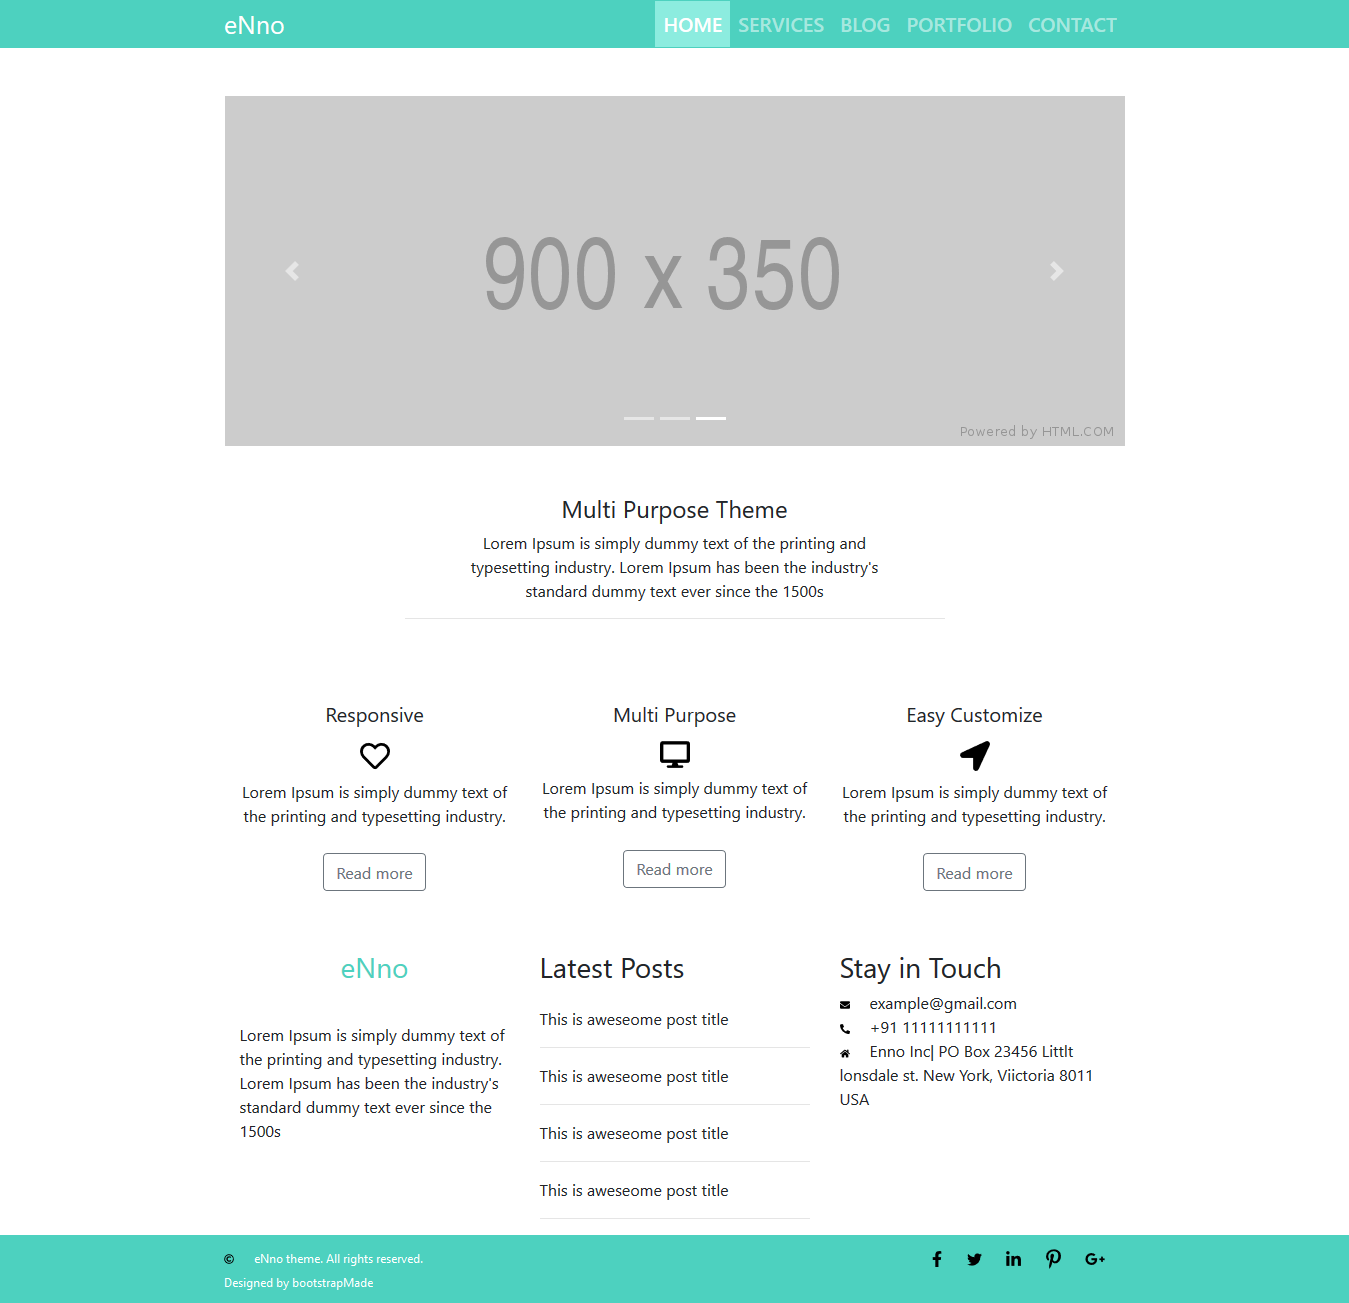 eNno
HOME SERVICES BLOG PORTFOLIO CONTACT
900 x 350
Powered by HTML.COM
Multi Purpose Theme
Lorem Ipsum is simply dummy text of the printing and
typesetting industry. Lorem Ipsum has been the industry's
standard dummy text ever since the 1500s
Responsive
Lorem Ipsum is simply dummy text of
the printing and typesetting industry.
Read more
Multi Purpose
Lorem Ipsum is simply dummy text of
the printing and typesetting industry.
Read more
Easy Customize
Lorem Ipsum is simply dummy text of
the printing and typesetting industry.
Read more
eNno
Lorem Ipsum is simply dummy text of
the printing and typesetting industry.
Lorem Ipsum has been the industry's
standard dummy text ever since the
1500s
Latest Posts
This is aweseome post title
This is aweseome post title
This is aweseome post title
This is aweseome post title
Stay in Touch
example@gmail.com
+91 11111111111
Enno Inc| PO Box 23456 Littlt
lonsdale st. New York, Viictoria 8011
USA
© eNno theme. All rights reserved.
Designed by bootstrapMade